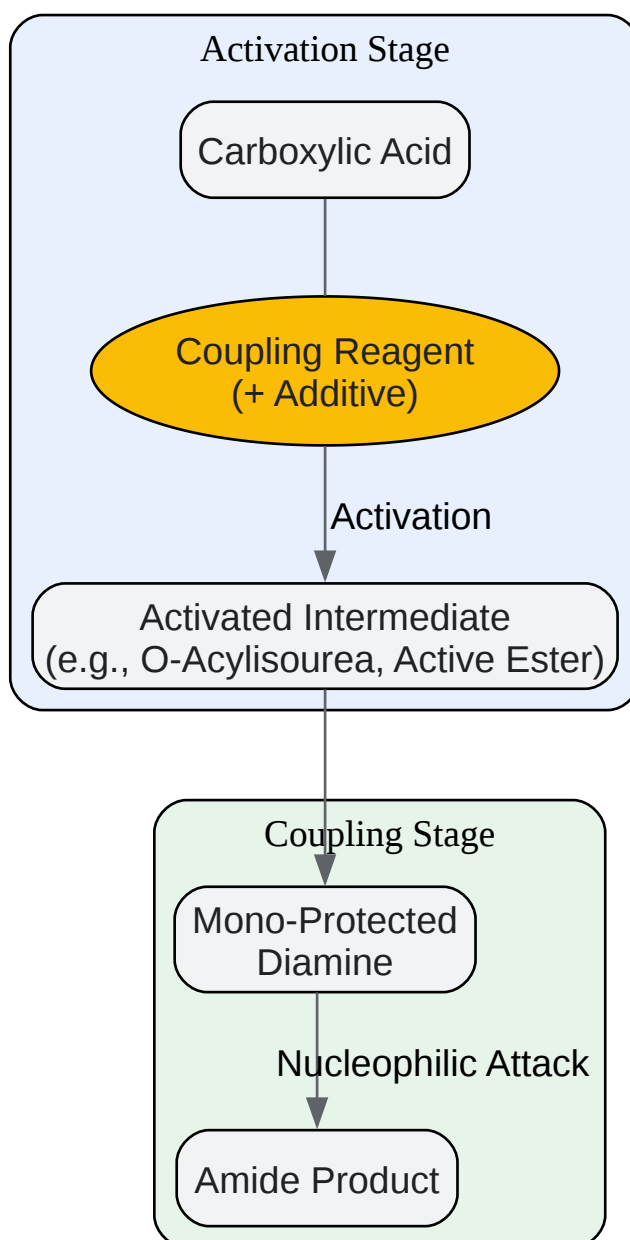 Activation Stage
Carboxylic Acid
Coupling Reagent
(+ Additive)
Activation
Activated Intermediate
(e.g., O-Acylisourea, Active Ester)
Coupling Stage
Mono-Protected
Diamine
Nucleophilic Attack
Amide Product